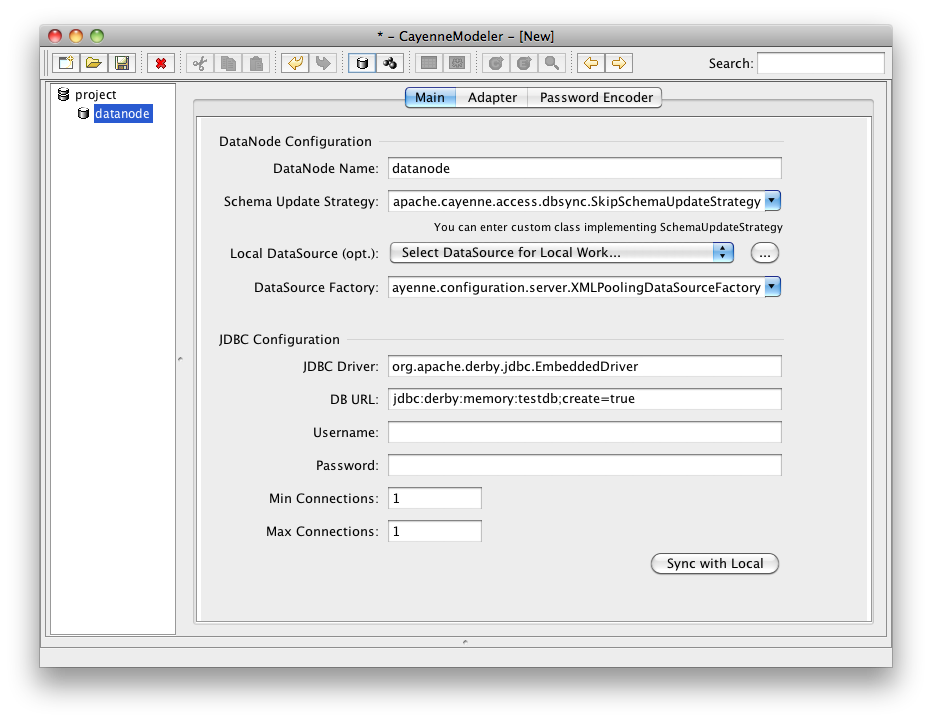 * - CayenneModeler - [New]
Search:
project
datanode
Main Adapter Password Encoder
DataNode Configuration
DataNode Name: datanode
Schema Update Strategy: apache.cayenne.access.dbsync.SkipSchemaUpdateStrategy
You can enter custom class implementing SchemaUpdateStrategy
Local DataSource (opt.): Select DataSource for Local Work... ...
DataSource Factory: ayenne.configuration.server.XMLPoolingDataSourceFactory
JDBC Configuration
JDBC Driver: org.apache.derby.jdbc.EmbeddedDriver
DB URL: jdbc:derby:memory:testdb;create=true
Username:
Password:
Min Connections: 1
Max Connections: 1
Sync with Local